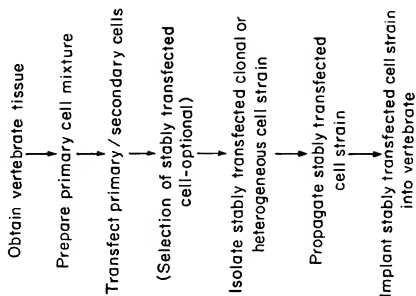 Obtain vertebrate tissue
Prepare primary cell mixture
Transfect primary/secondary cells
(Selection of stably transfected
cell-optional)
Isolate stably transfected clonal or
heterogeneous cell strain
Propagate stably transfected
cell strain
Implant stably transfected cell strain
into vertebrate